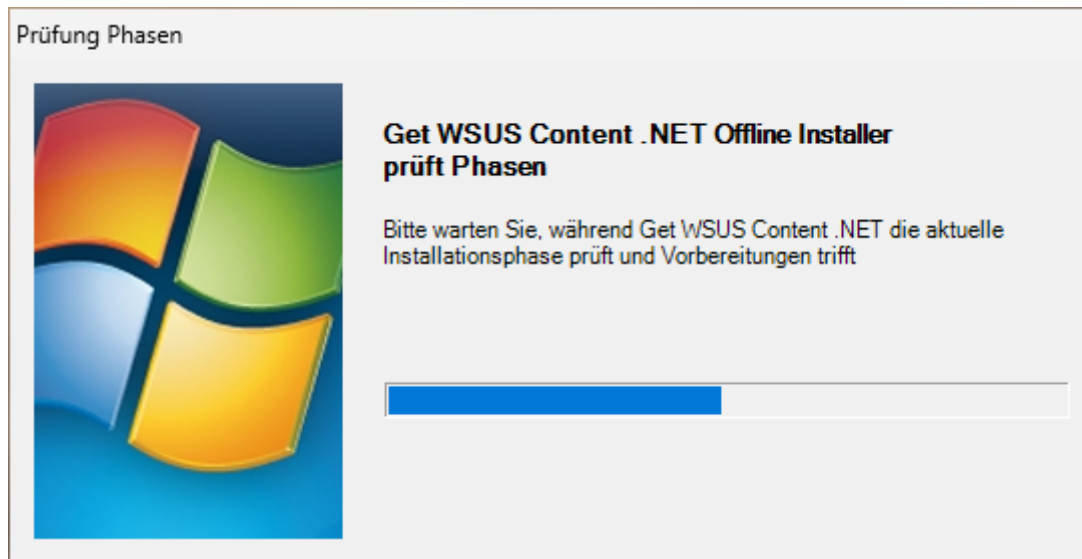 Prüfung Phasen
Get WSUS Content .NET Offline Installer
prüft Phasen
Bitte warten Sie, während Get WSUS Content .NET die aktuelle
Installationsphase prüft und Vorbereitungen trifft